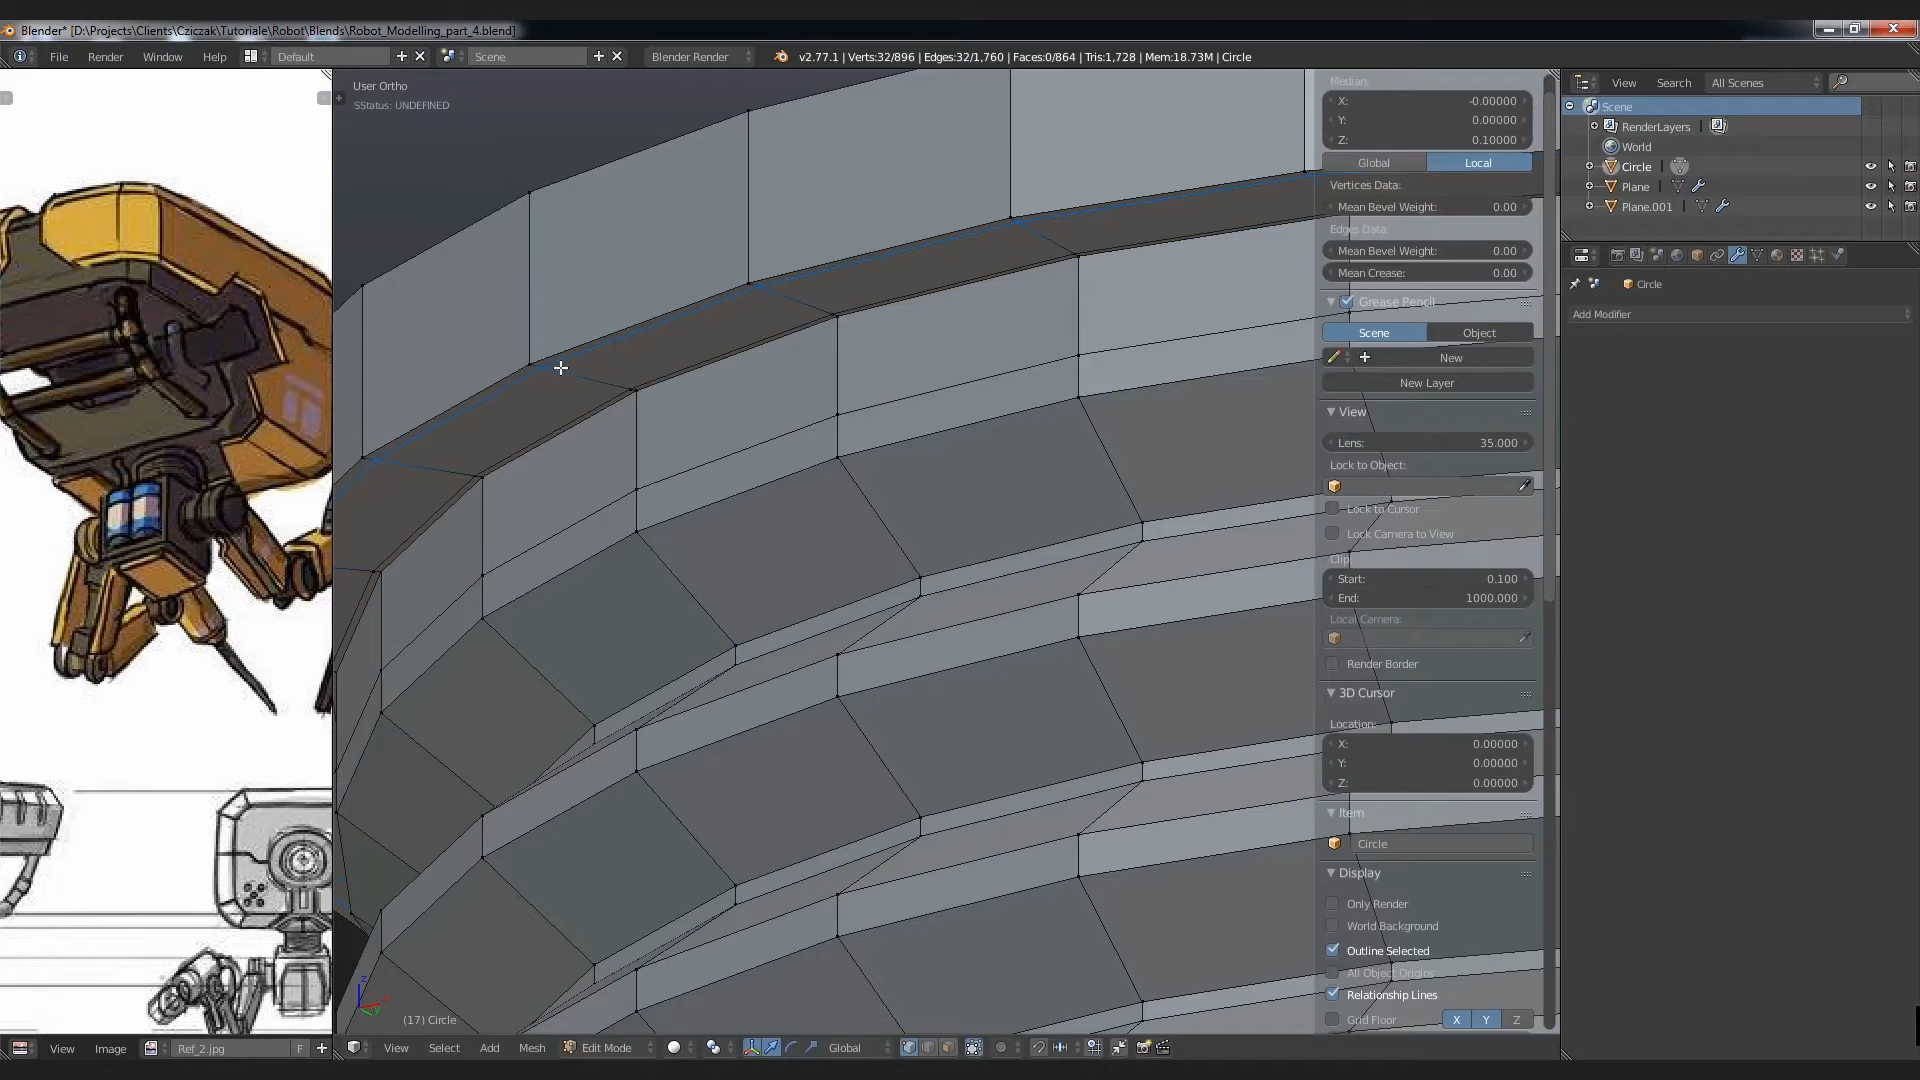 Blender* [D:\Projects\Clients\Cziczak\Tutoriale\Robot\Blends\Robot_Modelling_part_4.blend]
File Render Window Help Default Scene Blender Render v2.77.1 | Verts:32/896 | Edges:32/1,760 | Faces:0/864 | Tris:1,728 | Mem:18.73M | Circle
User Ortho
SStatus: UNDEFINED
Median:
X: -0.00000
Y: 0.00000
Z: 0.10000
Global Local
Vertices Data:
Mean Bevel Weight: 0.00
Edges Data:
Mean Bevel Weight: 0.00
Mean Crease: 0.00
Grease Pencil
Scene Object
New
New Layer
View
Lens: 35.000
Lock to Object:
Lock to Cursor
Lock Camera to View
Clip
Start: 0.100
End: 1000.000
Local Camera:
Render Border
3D Cursor
Location:
X: 0.00000
Y: 0.00000
Z: 0.00000
Item
Circle
Display
Only Render
World Background
Outline Selected
All Object Origins
Relationship Lines
Grid Floor X Y Z
View Search All Scenes
Scene
RenderLayers |
World
Circle |
Plane |
Plane.001 |
Circle
Add Modifier
z
x
y
(17) Circle
View Image Ref_2.jpg F
View Select Add Mesh Edit Mode Global